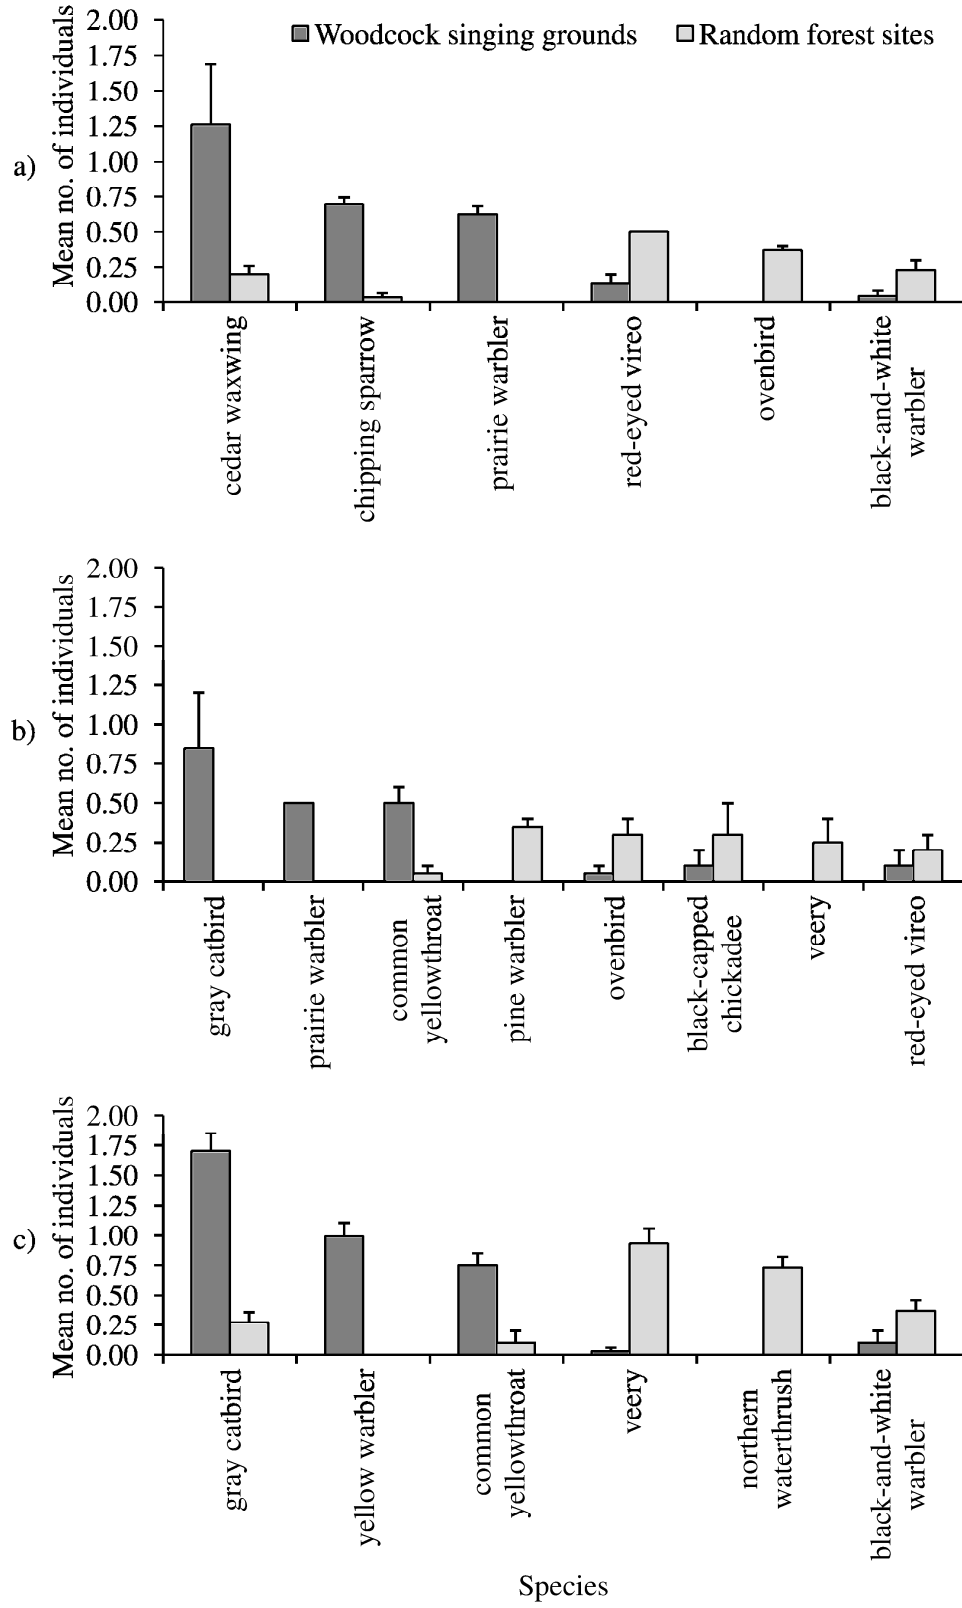 Woodcock singing grounds
Random forest sites
a)
Mean no. of individuals
2.00
1.75
1.50
1.25
1.00
0.75
0.50
0.25
0.00
cedar waxwing
chipping sparrow
prairie warbler
red-eyed vireo
ovenbird
black-and-white
warbler
b)
Mean no. of individuals
2.00
1.75
1.50
1.25
1.00
0.75
0.50
0.25
0.00
gray catbird
prairie warbler
common
yellowthroat
pine warbler
ovenbird
black-capped
chickadee
veery
red-eyed vireo
c)
Mean no. of individuals
2.00
1.75
1.50
1.25
1.00
0.75
0.50
0.25
0.00
gray catbird
yellow warbler
common
yellowthroat
veery
northern
waterthrush
black-and-white
warbler
Species